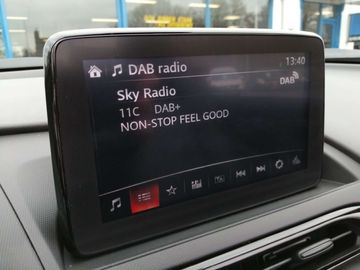 DAB radio
13:40
DAB
Sky Radio
11C DAB+
NON-STOP FEEL GOOD